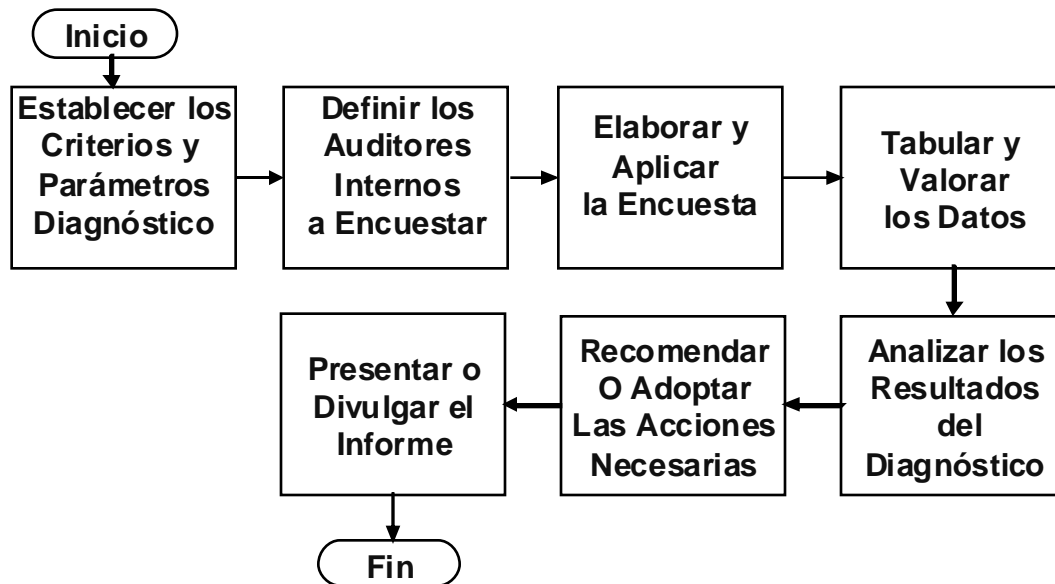 Inicio
Establecer los
Criterios y
Parámetros
Diagnóstico
Definir los
Auditores
Internos
a Encuestar
Elaborar y
Aplicar
la Encuesta
Tabular y
Valorar
los Datos
Analizar los
Resultados
del
Diagnóstico
Recomendar
O Adoptar
Las Acciones
Necesarias
Presentar o
Divulgar el
Informe
Fin